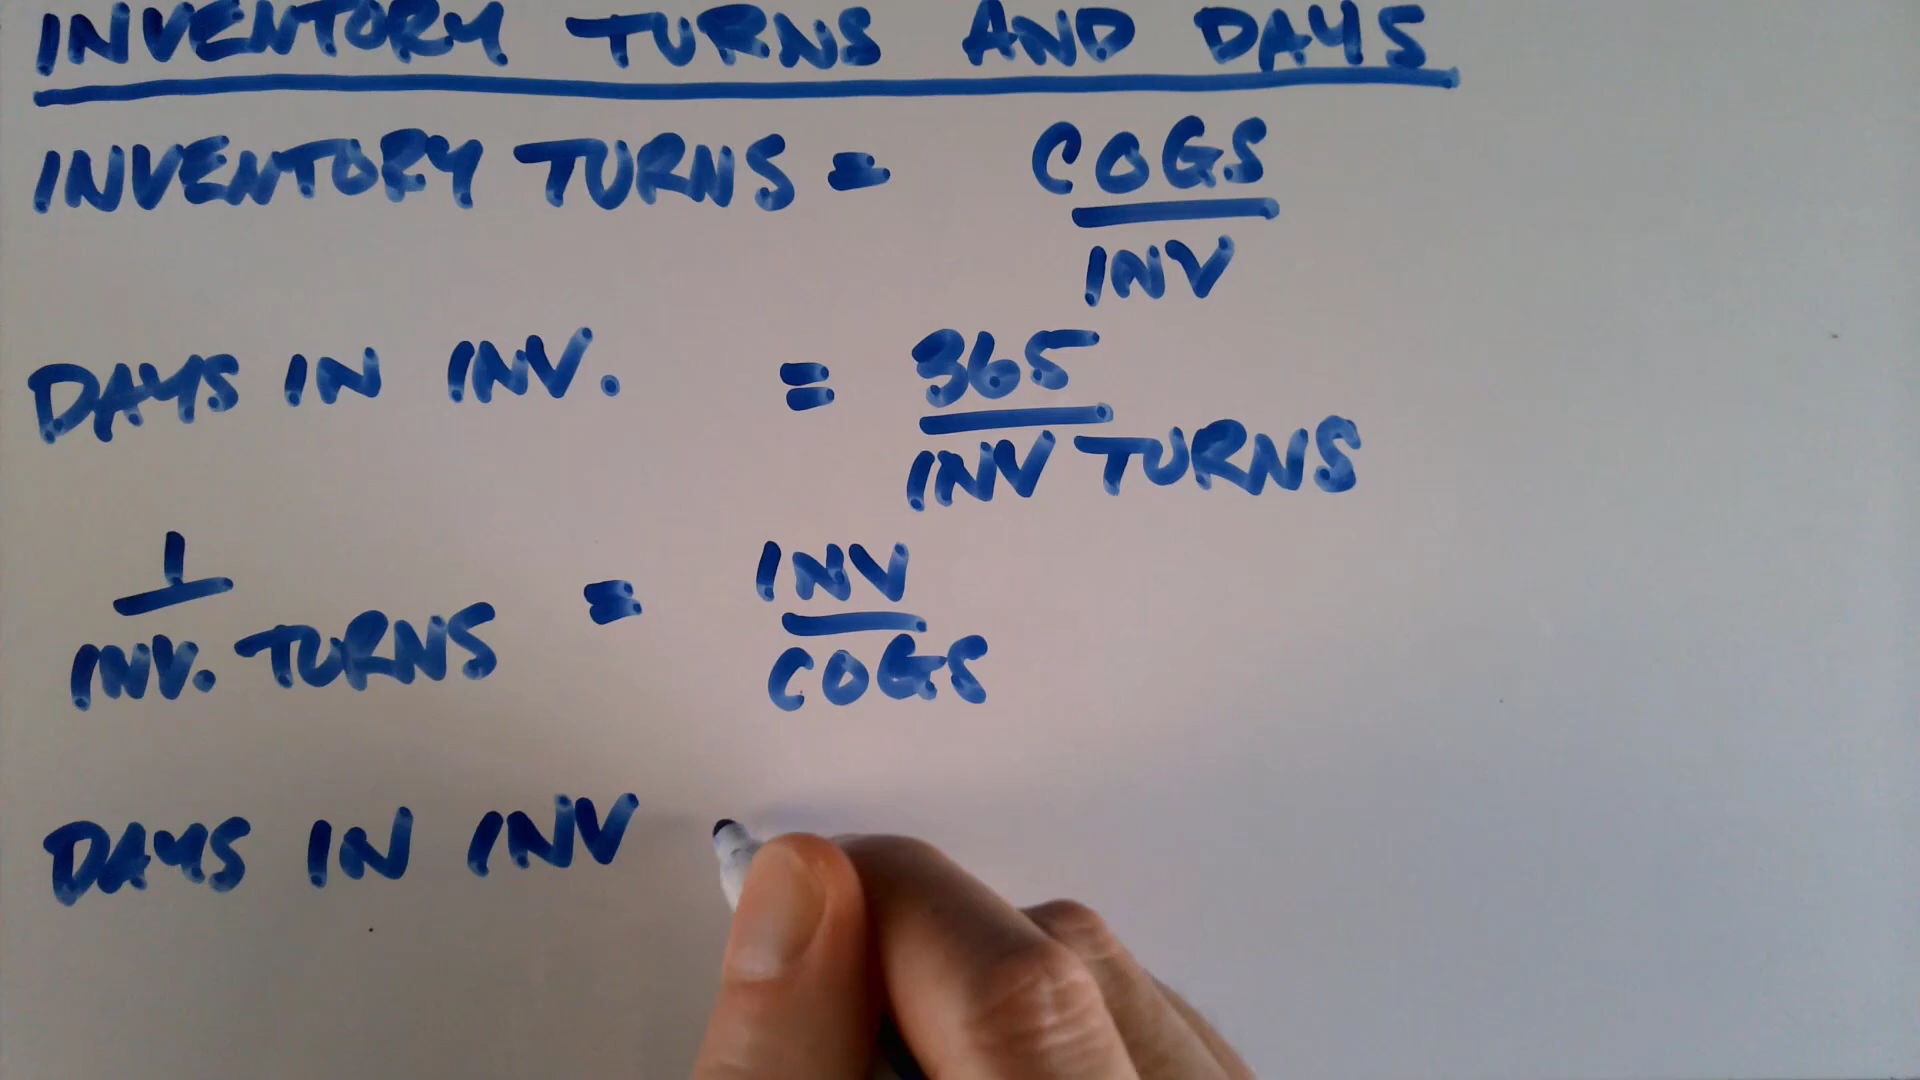 INVENTORY TURNS AND DAYS
INVENTORY TURNS = COGS
INV
DAYS IN INV. = 365
INV TURNS
1
INV. TURNS = INV
COGS
DAYS IN INV